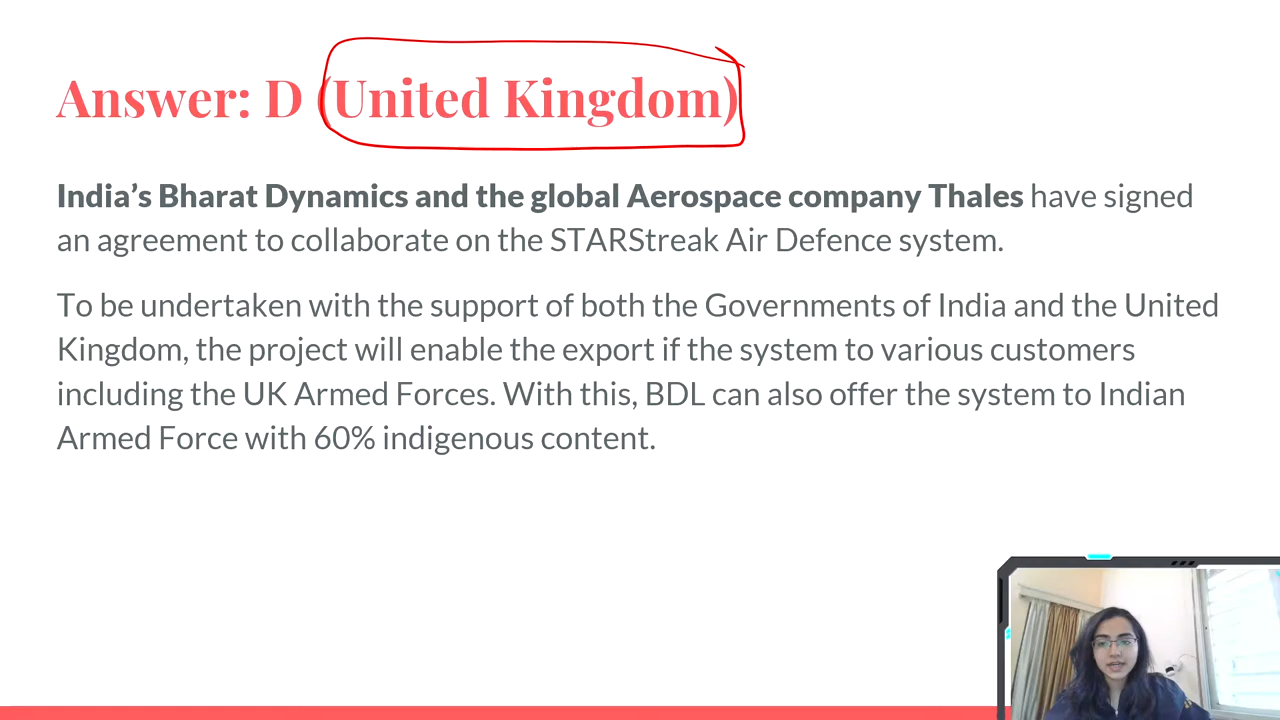 Answer: D (United Kingdom)
India’s Bharat Dynamics and the global Aerospace company Thales have signed
an agreement to collaborate on the STARStreak Air Defence system.
To be undertaken with the support of both the Governments of India and the United
Kingdom, the project will enable the export if the system to various customers
including the UK Armed Forces. With this, BDL can also offer the system to Indian
Armed Force with 60% indigenous content.